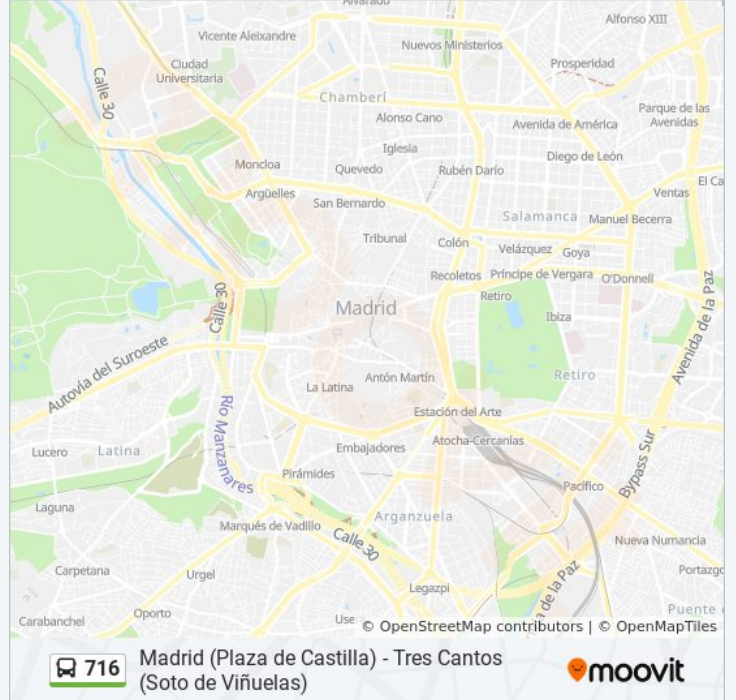 Alvarado
Alfonso XIII
Vicente Aleixandre
Nuevos Ministerios
Ciudad
Universitaria
Prosperidad
Calle 30
Chamberí
Parque de las
Avenidas
Alonso Cano
Avenida de América
Iglesia
Diego de León
Moncloa
Quevedo
Rubén Darío
El Ca
Argüelles
Ventas
San Bernardo
Salamanca
Manuel Becerra
Tribunal
Colón
Velázquez
Goya
Recoletos
Príncipe de Vergara
O'Donnell
Calle 30
Retiro
Madrid
Ibiza
Avenida de la Paz
Autovía del Suroeste
Antón Martín
Retiro
La Latina
Estación del Arte
Río Manzanares
Atocha-Cercanías
Lucero
Latina
Embajadores
Bypass Sur
Pirámides
Pacífico
Laguna
Arganzuela
Marqués de Vadillo
Calle 30
Nueva Numancia
Carpetana
Urgel
Portazgo
Legazpi
a de la Paz
Oporto
Puente
Carabanchel
Use
© OpenStreetMap contributors | © OpenMapTiles
716
Madrid (Plaza de Castilla) - Tres Cantos
(Soto de Viñuelas)
moovit